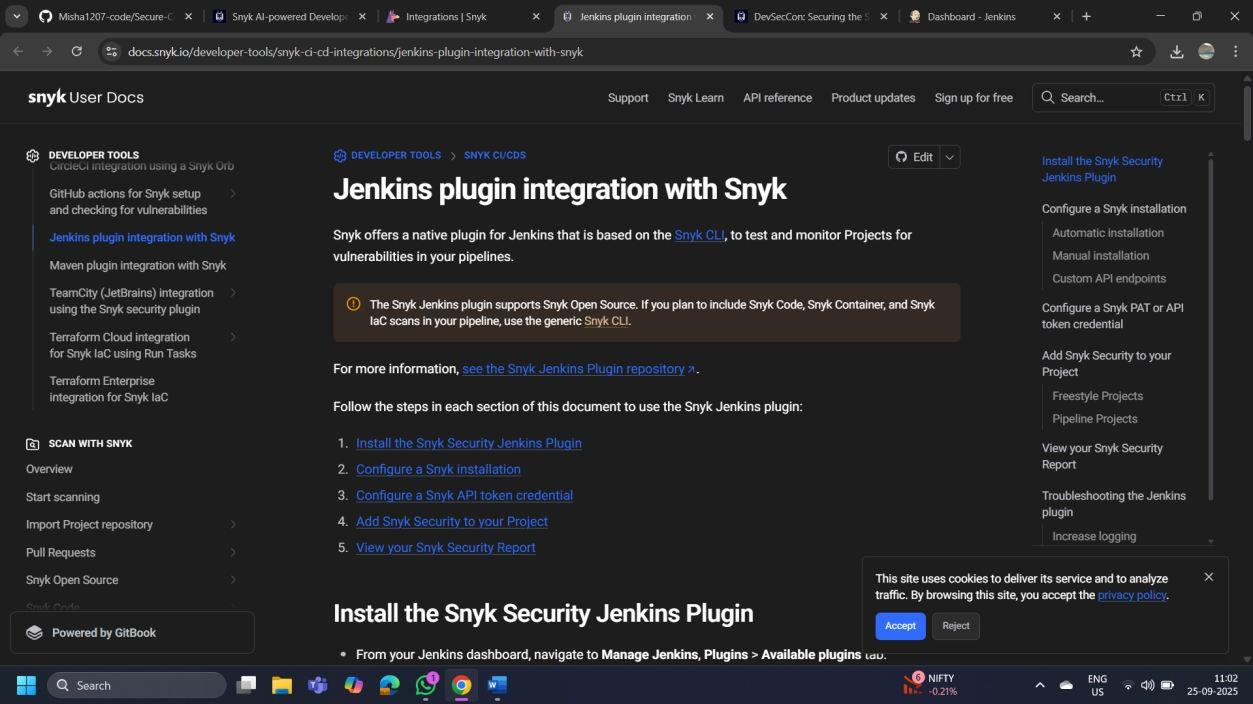 Misha1207-code/Secure-C
Snyk AI-powered Develope
Integrations | Snyk
Jenkins plugin integration
DevSecCon: Securing the S
Dashboard - Jenkins
docs.snyk.io/developer-tools/snyk-ci-cd-integrations/jenkins-plugin-integration-with-snyk
snyk User Docs
Support
Snyk Learn
API reference
Product updates
Sign up for free
Search...
Ctrl K
DEVELOPER TOOLS
CircleCI integration using a Snyk Orb
GitHub actions for Snyk setup
and checking for vulnerabilities
Jenkins plugin integration with Snyk
Maven plugin integration with Snyk
TeamCity (JetBrains) integration
using the Snyk security plugin
Terraform Cloud integration
for Snyk IaC using Run Tasks
Terraform Enterprise
integration for Snyk IaC
SCAN WITH SNYK
Overview
Start scanning
Import Project repository
Pull Requests
Snyk Open Source
Snyk Code
Powered by GitBook
DEVELOPER TOOLS > SNYK CI/CDS
Edit
Jenkins plugin integration with Snyk
Snyk offers a native plugin for Jenkins that is based on the Snyk CLI, to test and monitor Projects for
vulnerabilities in your pipelines.
The Snyk Jenkins plugin supports Snyk Open Source. If you plan to include Snyk Code, Snyk Container, and Snyk
IaC scans in your pipeline, use the generic Snyk CLI.
For more information, see the Snyk Jenkins Plugin repository↗.
Follow the steps in each section of this document to use the Snyk Jenkins plugin:
1. Install the Snyk Security Jenkins Plugin
2. Configure a Snyk installation
3. Configure a Snyk API token credential
4. Add Snyk Security to your Project
5. View your Snyk Security Report
Install the Snyk Security Jenkins Plugin
• From your Jenkins dashboard, navigate to Manage Jenkins, Plugins > Available plugins tab.
Install the Snyk Security
Jenkins Plugin
Configure a Snyk installation
Automatic installation
Manual installation
Custom API endpoints
Configure a Snyk PAT or API
token credential
Add Snyk Security to your
Project
Freestyle Projects
Pipeline Projects
View your Snyk Security
Report
Troubleshooting the Jenkins
plugin
Increase logging
This site uses cookies to deliver its service and to analyze
traffic. By browsing this site, you accept the privacy policy.
Accept
Reject
Search
1
6
NIFTY
-0.21%
ENG
US
11:02
25-09-2025